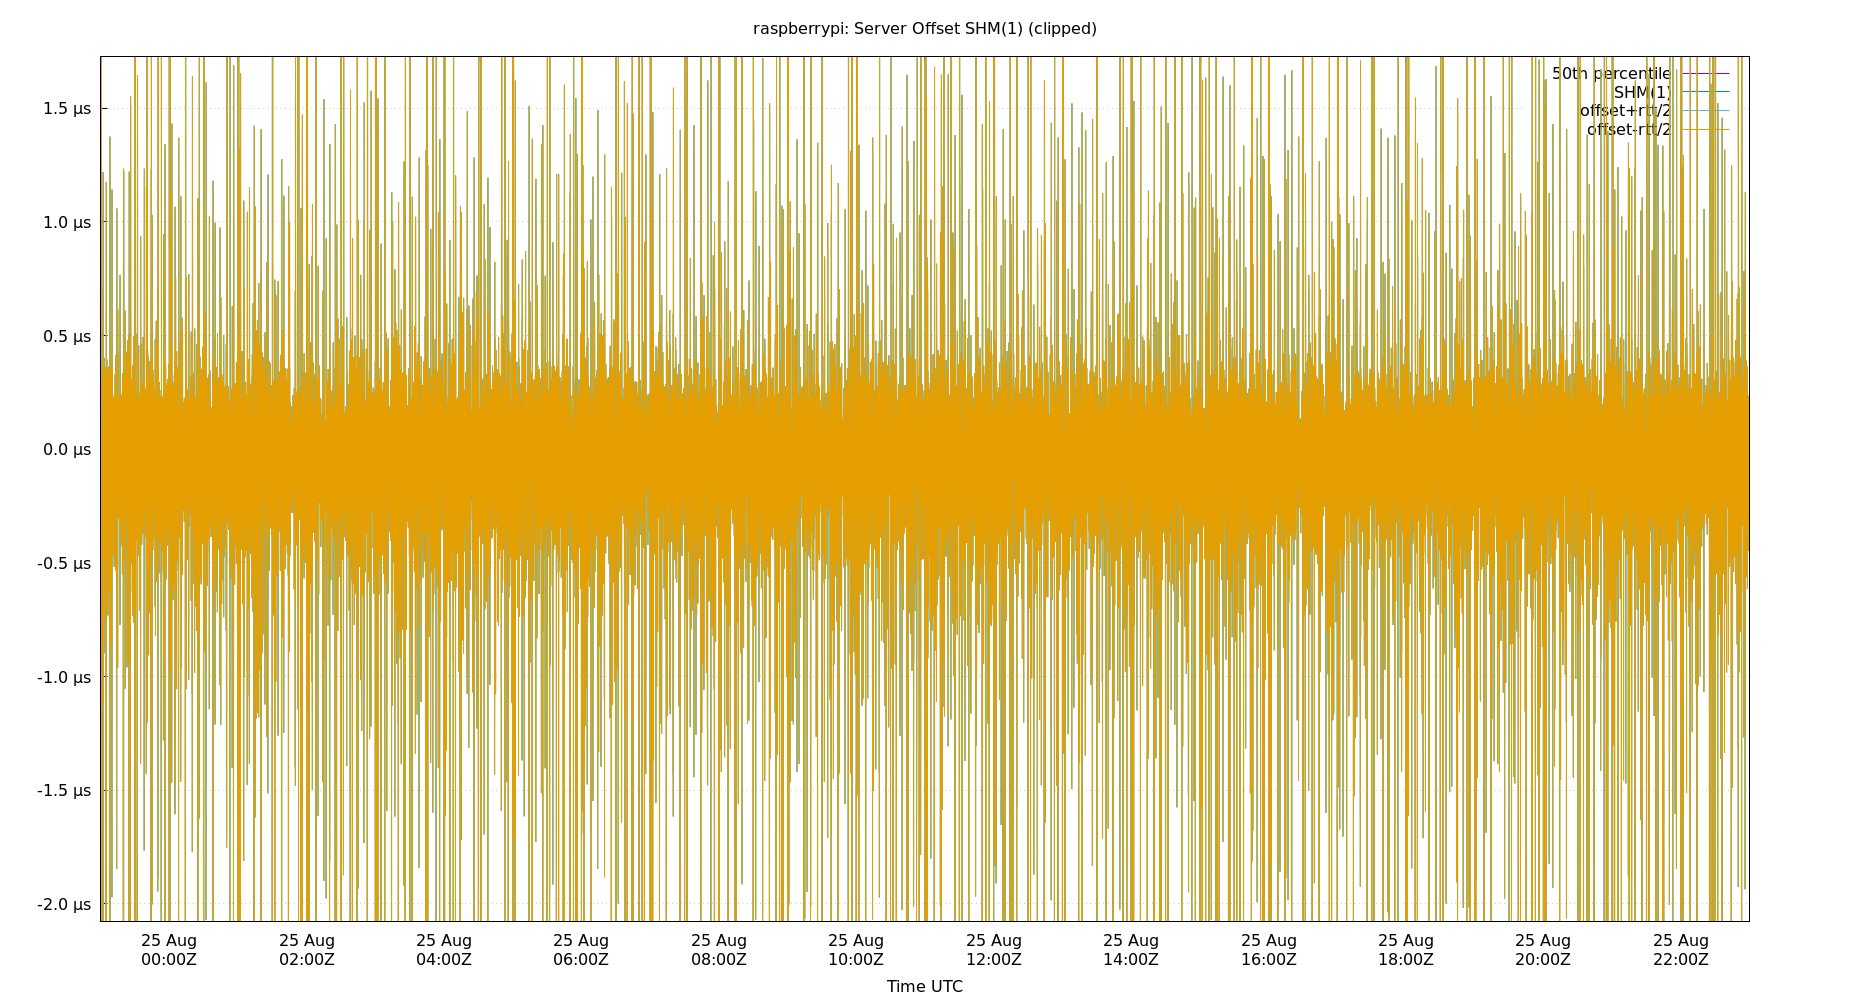 raspberrypi: Server Offset SHM(1) (clipped)
50th percentile
SHM(1)
offset+rtt/2
offset-rtt/2
1.5 µs
1.0 µs
0.5 µs
0.0 µs
-0.5 µs
-1.0 µs
-1.5 µs
-2.0 µs
25 Aug 25 Aug 25 Aug 25 Aug 25 Aug 25 Aug 25 Aug 25 Aug 25 Aug 25 Aug 25 Aug 25 Aug
00:00Z 02:00Z 04:00Z 06:00Z 08:00Z 10:00Z 12:00Z 14:00Z 16:00Z 18:00Z 20:00Z 22:00Z
Time UTC